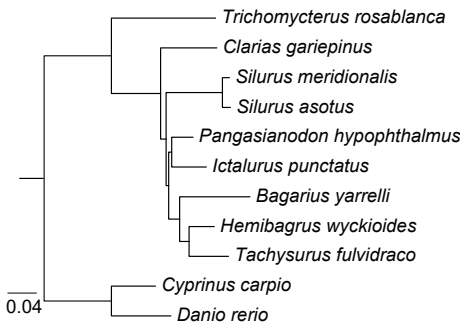 Trichomycterus rosablanca
Clarias gariepinus
Silurus meridionalis
Silurus asotus
Pangasianodon hypophthalmus
Ictalurus punctatus
Bagarius yarrelli
Hemibagrus wyckioides
Tachysurus fulvidraco
Cyprinus carpio
0.04
Danio rerio